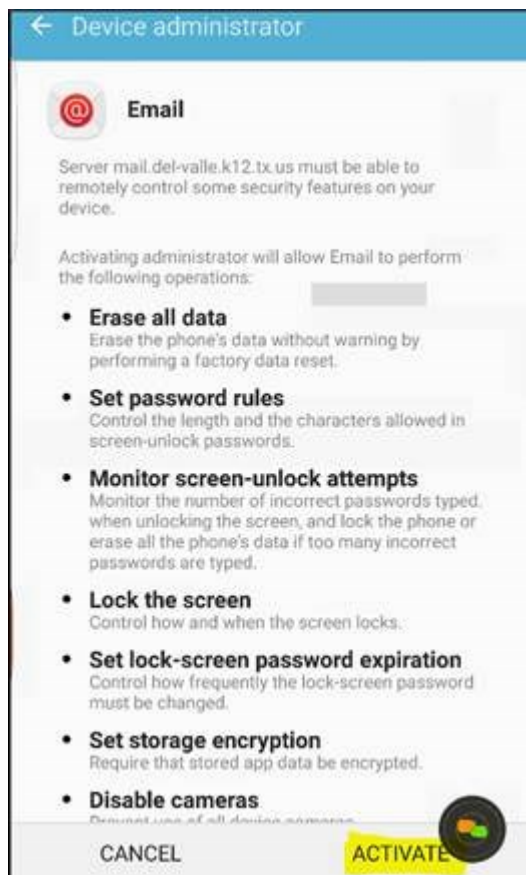 Device administrator
Email
Server mail.del-valle.k12.tx.us must be able to
remotely control some security features on your
device.
Activating administrator will allow Email to perform
the following operations:
• Erase all data
Erase the phone's data without warning by
performing a factory data reset.
• Set password rules
Control the length and the characters allowed in
screen-unlock passwords.
• Monitor screen-unlock attempts
Monitor the number of incorrect passwords typed.
when unlocking the screen, and lock the phone or
erase all the phone's data if too many incorrect
passwords are typed.
• Lock the screen
Control how and when the screen locks.
• Set lock-screen password expiration
Control how frequently the lock-screen password
must be changed.
• Set storage encryption
Require that stored app data be encrypted.
• Disable cameras
Prevent use of all device cameras
CANCEL
ACTIVATE